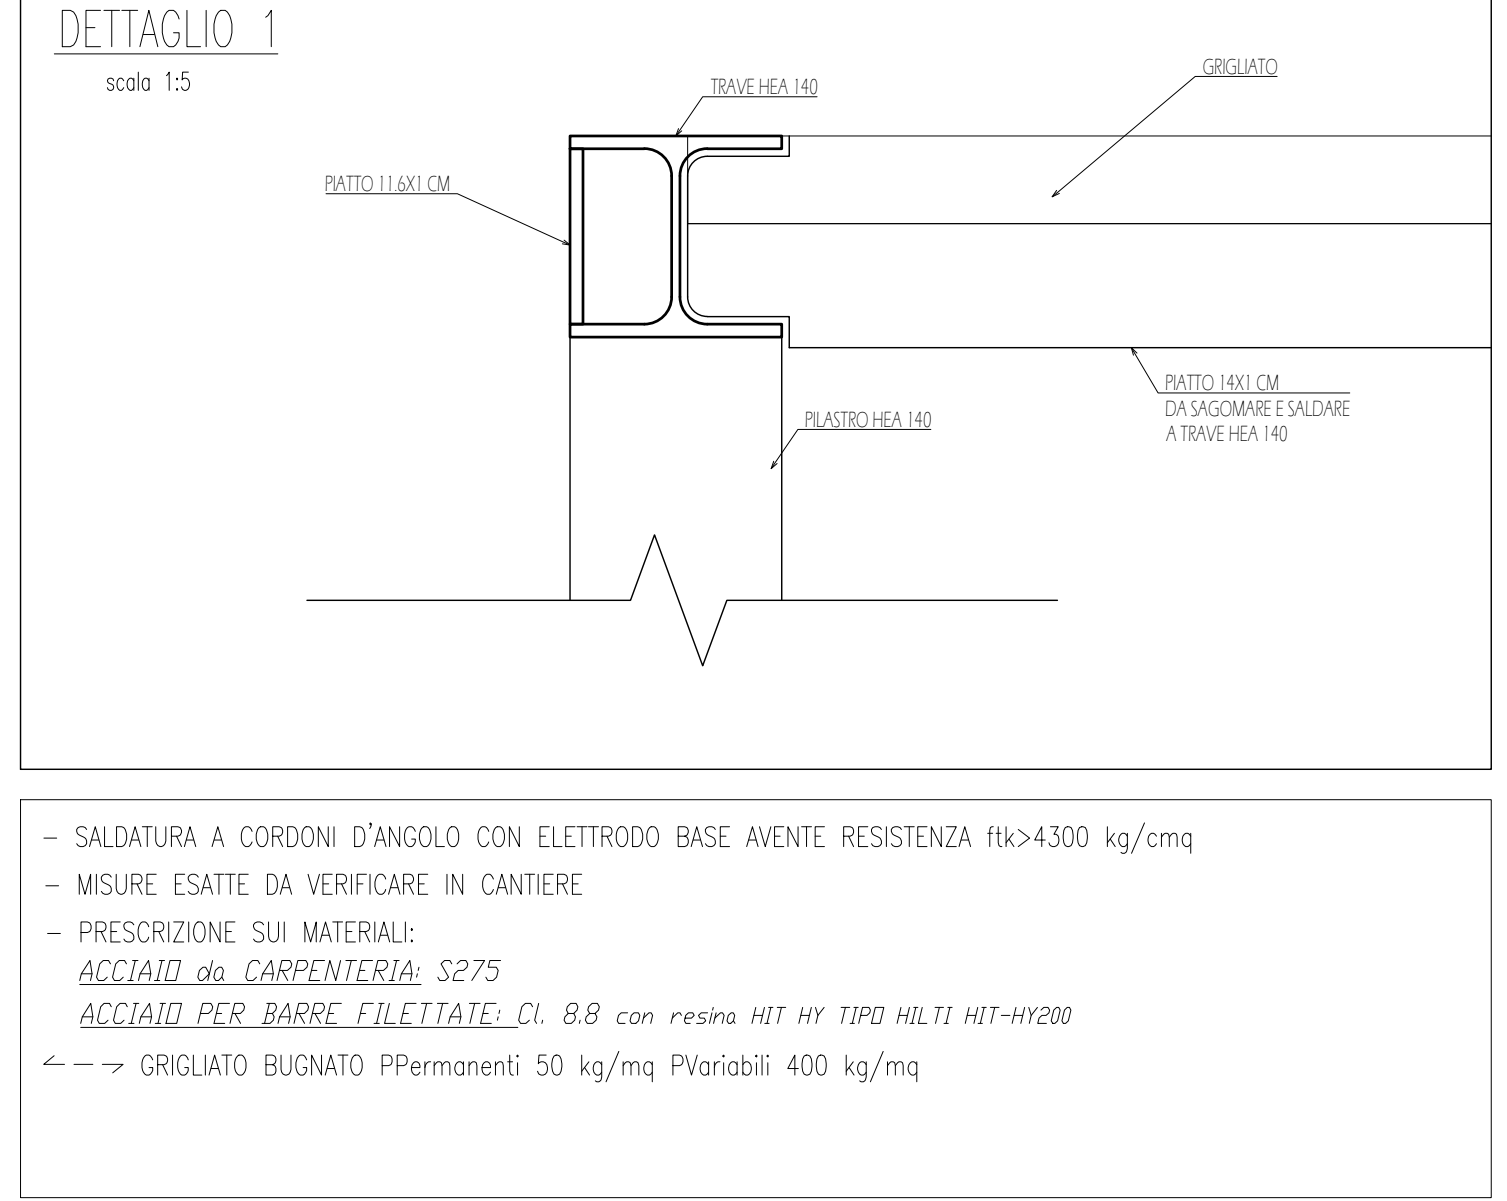 DETTAGLIO 1
scala 1:5
TRAVE HEA 140
GRIGLIATO
PIATTO 11.6X1 CM
PIATTO 14X1 CM
DA SAGOMARE E SALDARE
A TRAVE HEA 140
PILASTRO HEA 140
- SALDATURA A CORDONI D'ANGOLO CON ELETTRODO BASE AVENTE RESISTENZA ftk>4300 kg/cmq
- MISURE ESATTE DA VERIFICARE IN CANTIERE
- PRESCRIZIONE SUI MATERIALI:
ACCIAIO da CARPENTERIA: S275
ACCIAIO PER BARRE FILETTATE: Cl. 8.8 con resina HIT HY TIPO HILTI HIT-HY200
GRIGLIATO BUGNATO PPermanenti 50 kg/mq PVariabili 400 kg/mq